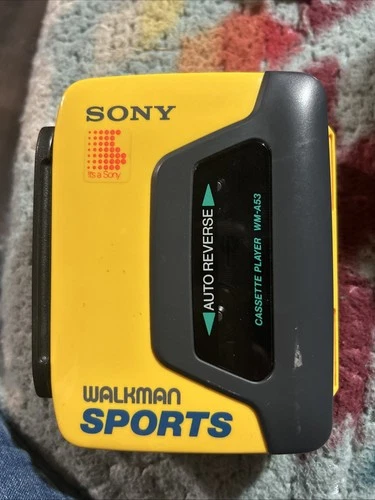 SONY
It's a Sony
AUTO REVERSE
CASSETTE PLAYER WM-A53
WALKMAN
SPORTS